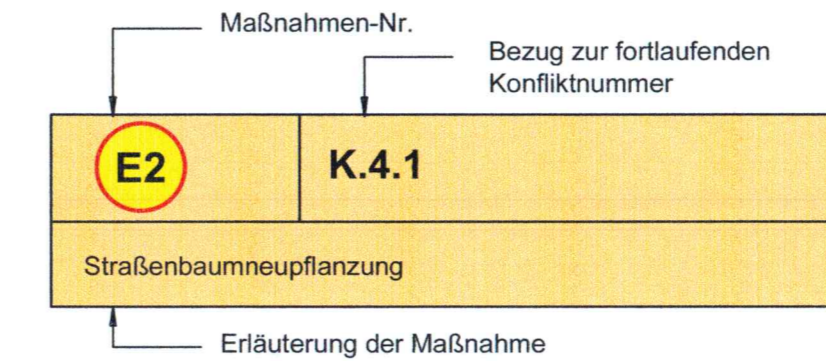 Maßnahmen-Nr.
Bezug zur fortlaufenden
Konfliktnummer
E2
K.4.1
Straßenbaumneupflanzung
Erläuterung der Maßnahme